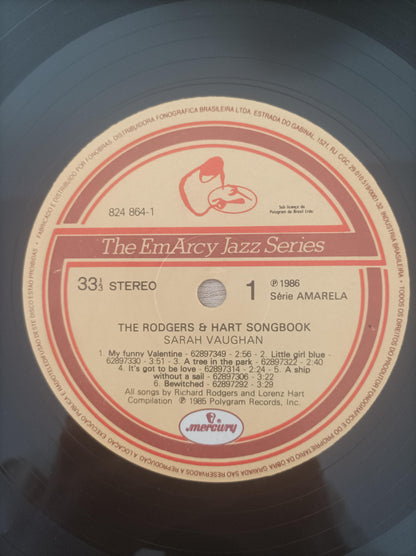 FABRICADO E DISTRIBUIDO POR FONOBRÁS, DISTRIBUIDORA FONOGRÁFICA BRASILEIRA LTDA, ESTRADA DO GABINAL, 1521, RJ, CGC
INDUSTRIA BRASILEIRA
TODOS OS DIREITOS DO PRODUTOR FONOGRÁFICO E DO PROPRIETÁRIO DA OBRA GRAVADA SÃO RESERVADOS A REPRODUÇÃO, A LOCAÇÃO, EXECUÇÃO PÚBLICA E RADIOTELEDIFUSÃO DESTE DISCO ESTÃO PROIBIDAS
824 864-1
Sob licença da
Polygram do Brasil Ltda
The EmArcy Jazz Series
33⅓ STEREO
1
℗ 1986
Série AMARELA
THE RODGERS & HART SONGBOOK
SARAH VAUGHAN
1. My funny Valentine - 62897349 - 2:56 - 2. Little girl blue -
62897330 - 3:51 - 3. A tree in the park - 62897322 - 2:40
4. It's got to be love - 62897314 - 2:24 - 5. A ship
without a sail - 62897306 - 3:22
6. Bewitched - 62897292 - 3:29
All songs by Richard Rodgers and Lorenz Hart
Compilation ℗ 1985 Polygram Records, Inc.
mercury